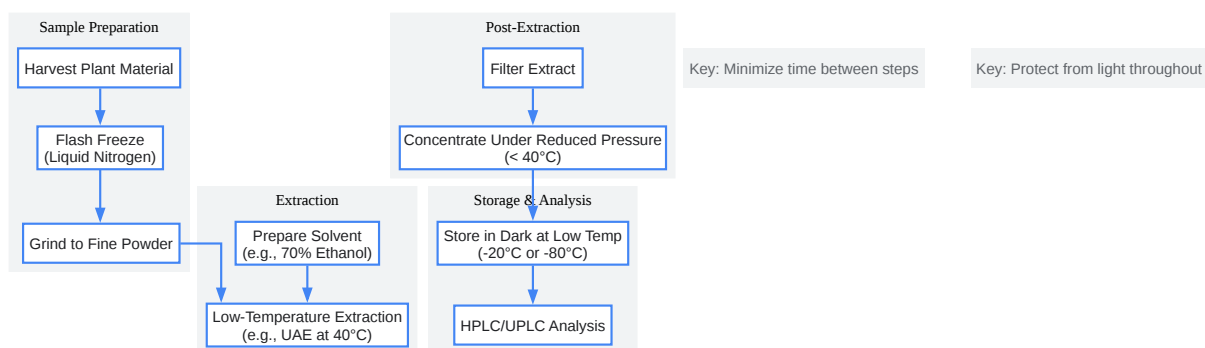 Sample Preparation
Harvest Plant Material
Flash Freeze
(Liquid Nitrogen)
Grind to Fine Powder
Extraction
Prepare Solvent
(e.g., 70% Ethanol)
Low-Temperature Extraction
(e.g., UAE at 40°C)
Post-Extraction
Filter Extract
Concentrate Under Reduced Pressure
(< 40°C)
Storage & Analysis
Store in Dark at Low Temp
(-20°C or -80°C)
HPLC/UPLC Analysis
Key: Minimize time between steps
Key: Protect from light throughout